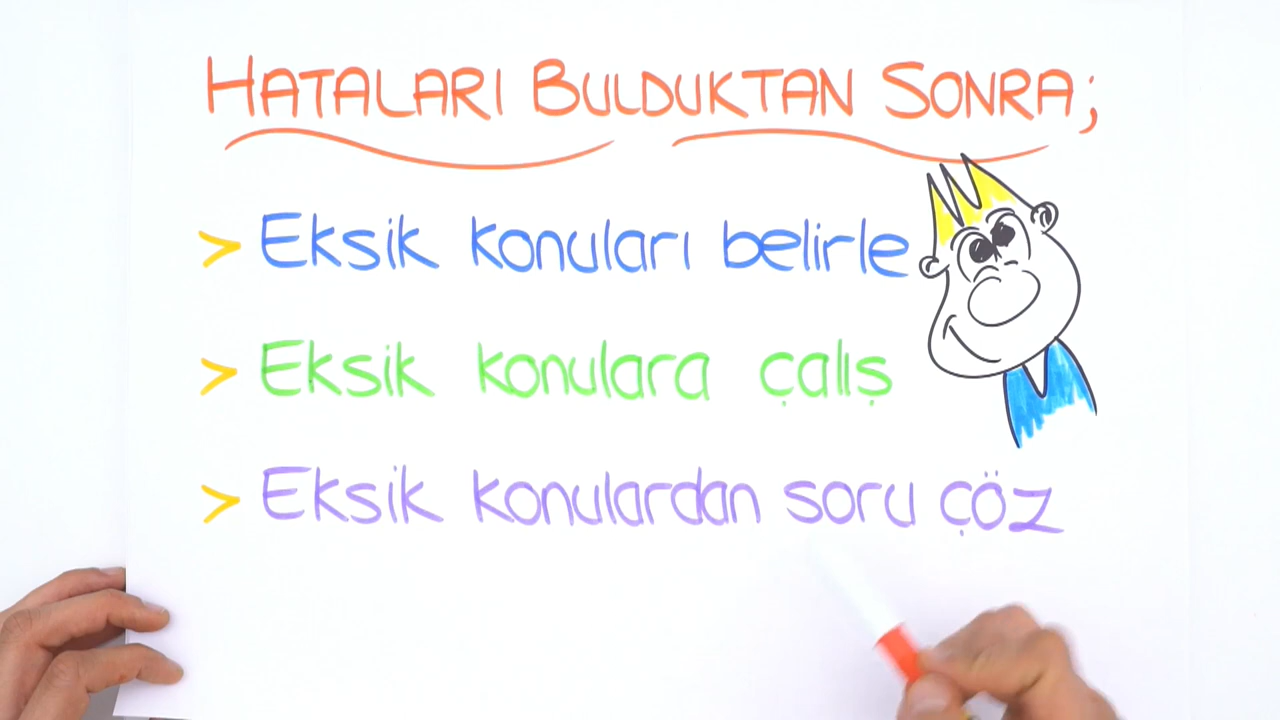 HATALARI BULDUKTAN SONRA;
> Eksik konuları belirle
> Eksik konulara çalış
> Eksik konulardan soru çöz